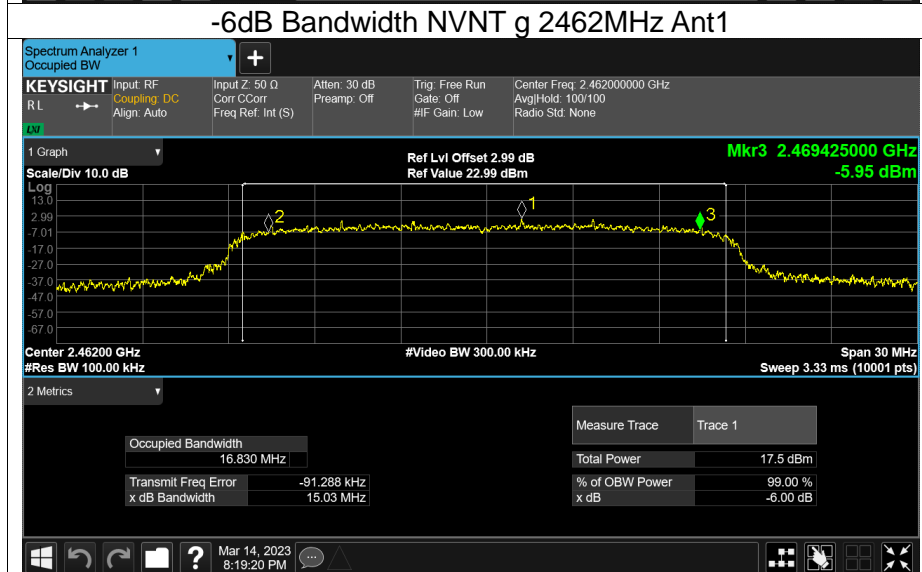 -6dB Bandwidth NVNT g 2462MHz Ant1
Spectrum Analyzer 1
Occupied BW
+
KEYSIGHT Input: RF Input Z: 50 Ω Atten: 30 dB Trig: Free Run Center Freq: 2.462000000 GHz
RL Coupling: DC Corr CCorr Preamp: Off Gate: Off Avg|Hold: 100/100
Align: Auto Freq Ref: Int (S) #IF Gain: Low Radio Std: None
LXI
1 Graph Ref Lvl Offset 2.99 dB Mkr3 2.469425000 GHz
Scale/Div 10.0 dB Ref Value 22.99 dBm -5.95 dBm
Log
13.0
2.99
-7.01
-17.0
-27.0
-37.0
-47.0
-57.0
-67.0
2 1 3
Center 2.46200 GHz #Video BW 300.00 kHz Span 30 MHz
#Res BW 100.00 kHz Sweep 3.33 ms (10001 pts)
2 Metrics
Measure Trace Trace 1
Occupied Bandwidth
16.830 MHz Total Power 17.5 dBm
Transmit Freq Error -91.288 kHz % of OBW Power 99.00 %
x dB Bandwidth 15.03 MHz x dB -6.00 dB
? Mar 14, 2023
8:19:20 PM